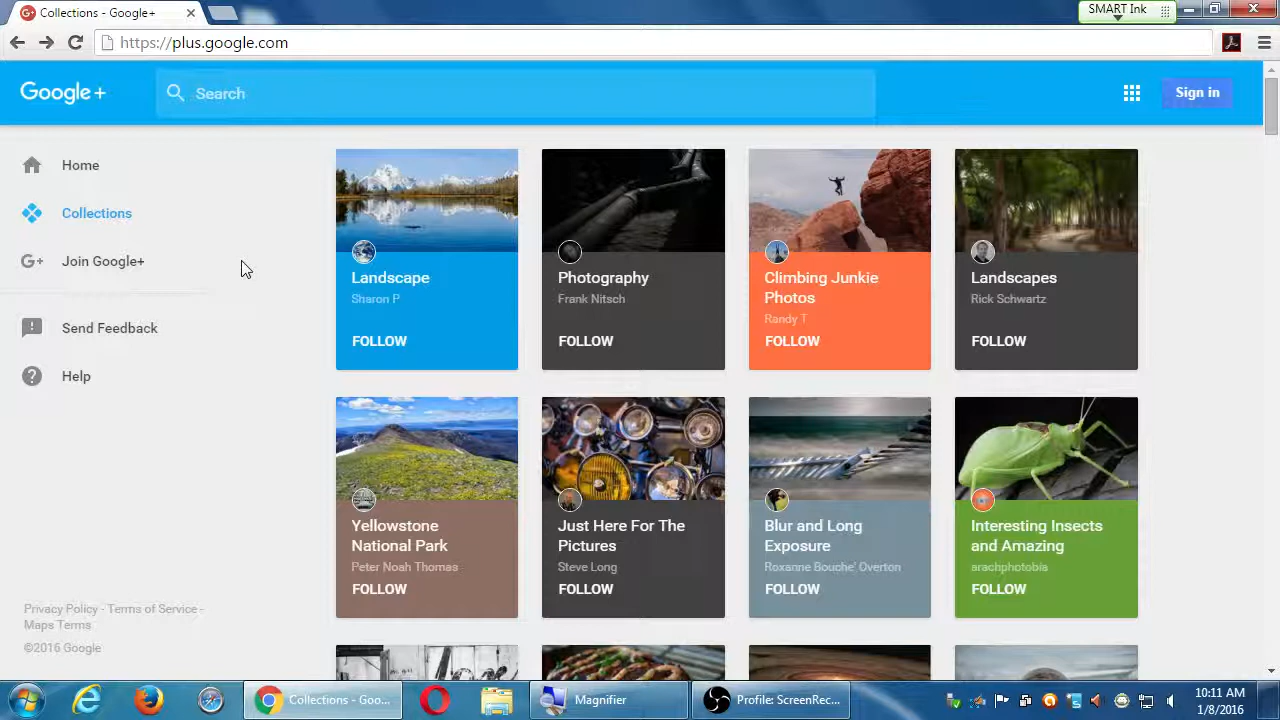 Collections - Google+
SMART Ink
https://plus.google.com
Google+
Search
Sign in
Home
Collections
Join Google+
Send Feedback
Help
Landscape
Sharon P
FOLLOW
Photography
Frank Nitsch
FOLLOW
Climbing Junkie
Photos
Randy T
FOLLOW
Landscapes
Rick Schwartz
FOLLOW
Yellowstone
National Park
Peter Noah Thomas
FOLLOW
Just Here For The
Pictures
Steve Long
FOLLOW
Blur and Long
Exposure
Roxanne Bouche' Overton
FOLLOW
Interesting Insects
and Amazing
arachphotobia
FOLLOW
Privacy Policy - Terms of Service -
Maps Terms
©2016 Google
Collections - Goo...
Magnifier
Profile: ScreenRec...
10:11 AM
1/8/2016